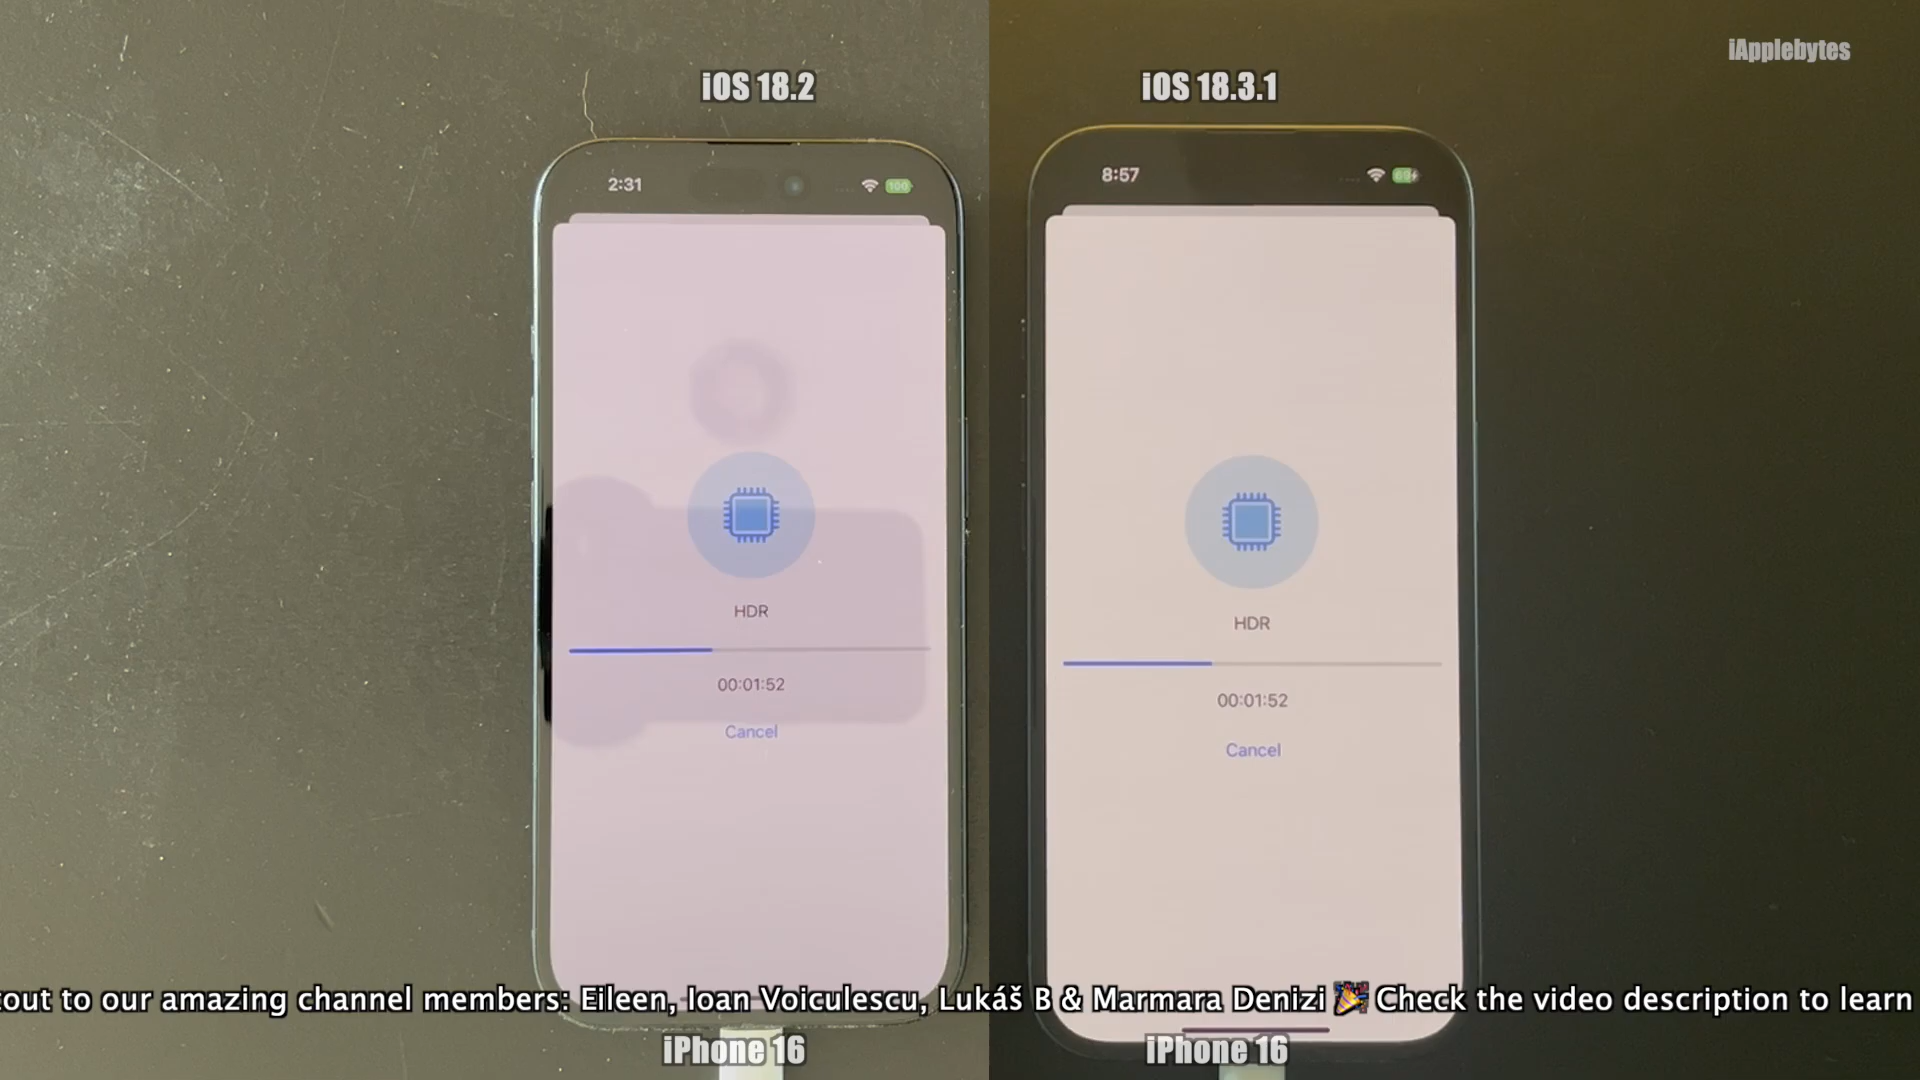 iApplebytes
iOS 18.2
iOS 18.3.1
2:31
100
8:57
69
HDR
00:01:52
Cancel
HDR
00:01:52
Cancel
to our amazing channel members: Eileen, Ioan Voiculescu, Lukáš B & Marmara Denizi 🎉 Check the video description to learn
iPhone 16
iPhone 16